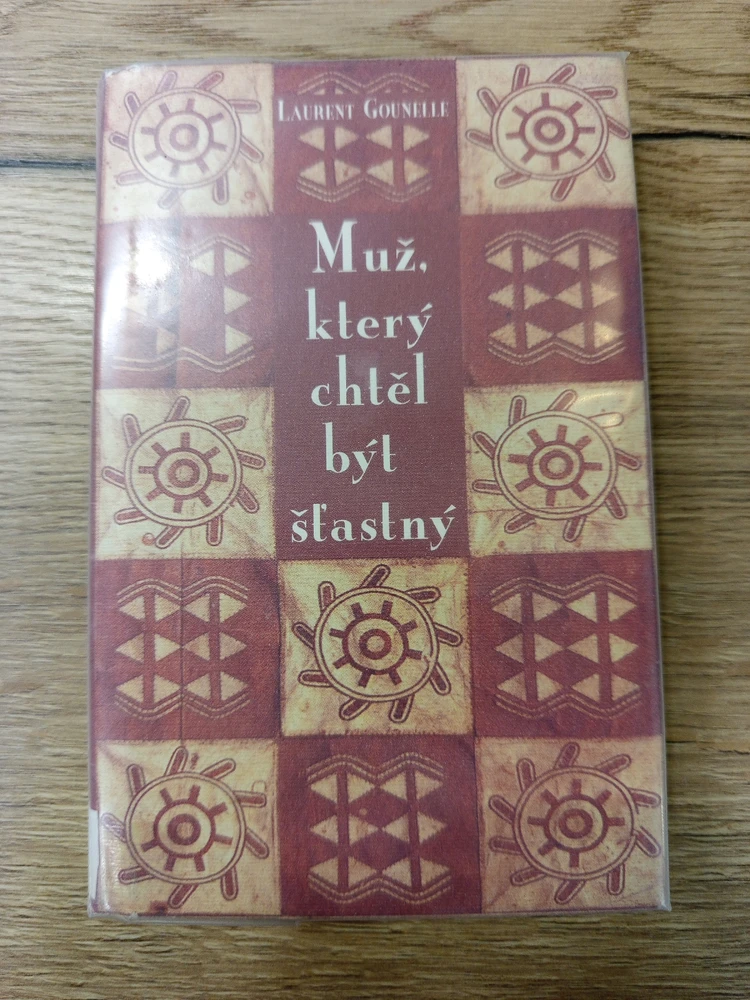 LAURENT GOUNELLE
Muž,
který
chtěl
být
šťastný